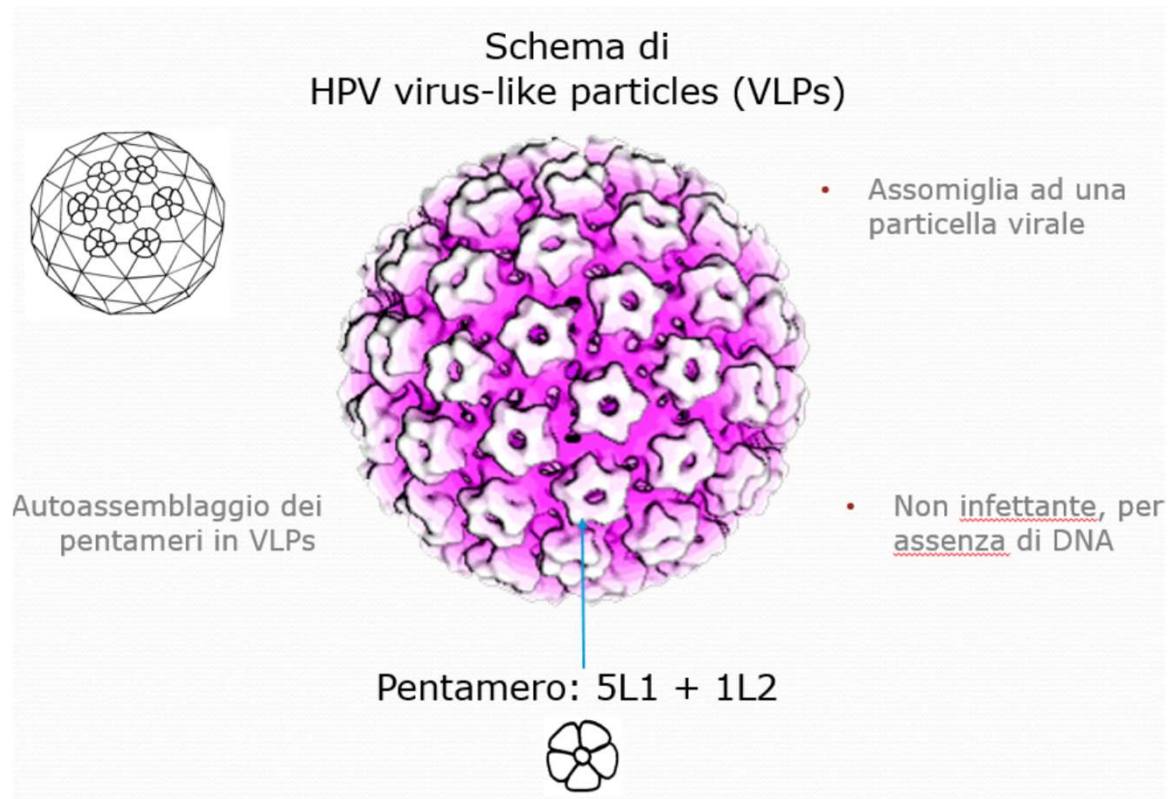 Schema di
HPV virus-like particles (VLPs)
• Assomiglia ad una
particella virale
Autoassemblaggio dei
pentameri in VLPs
• Non infettante, per
assenza di DNA
Pentamero: 5L1 + 1L2